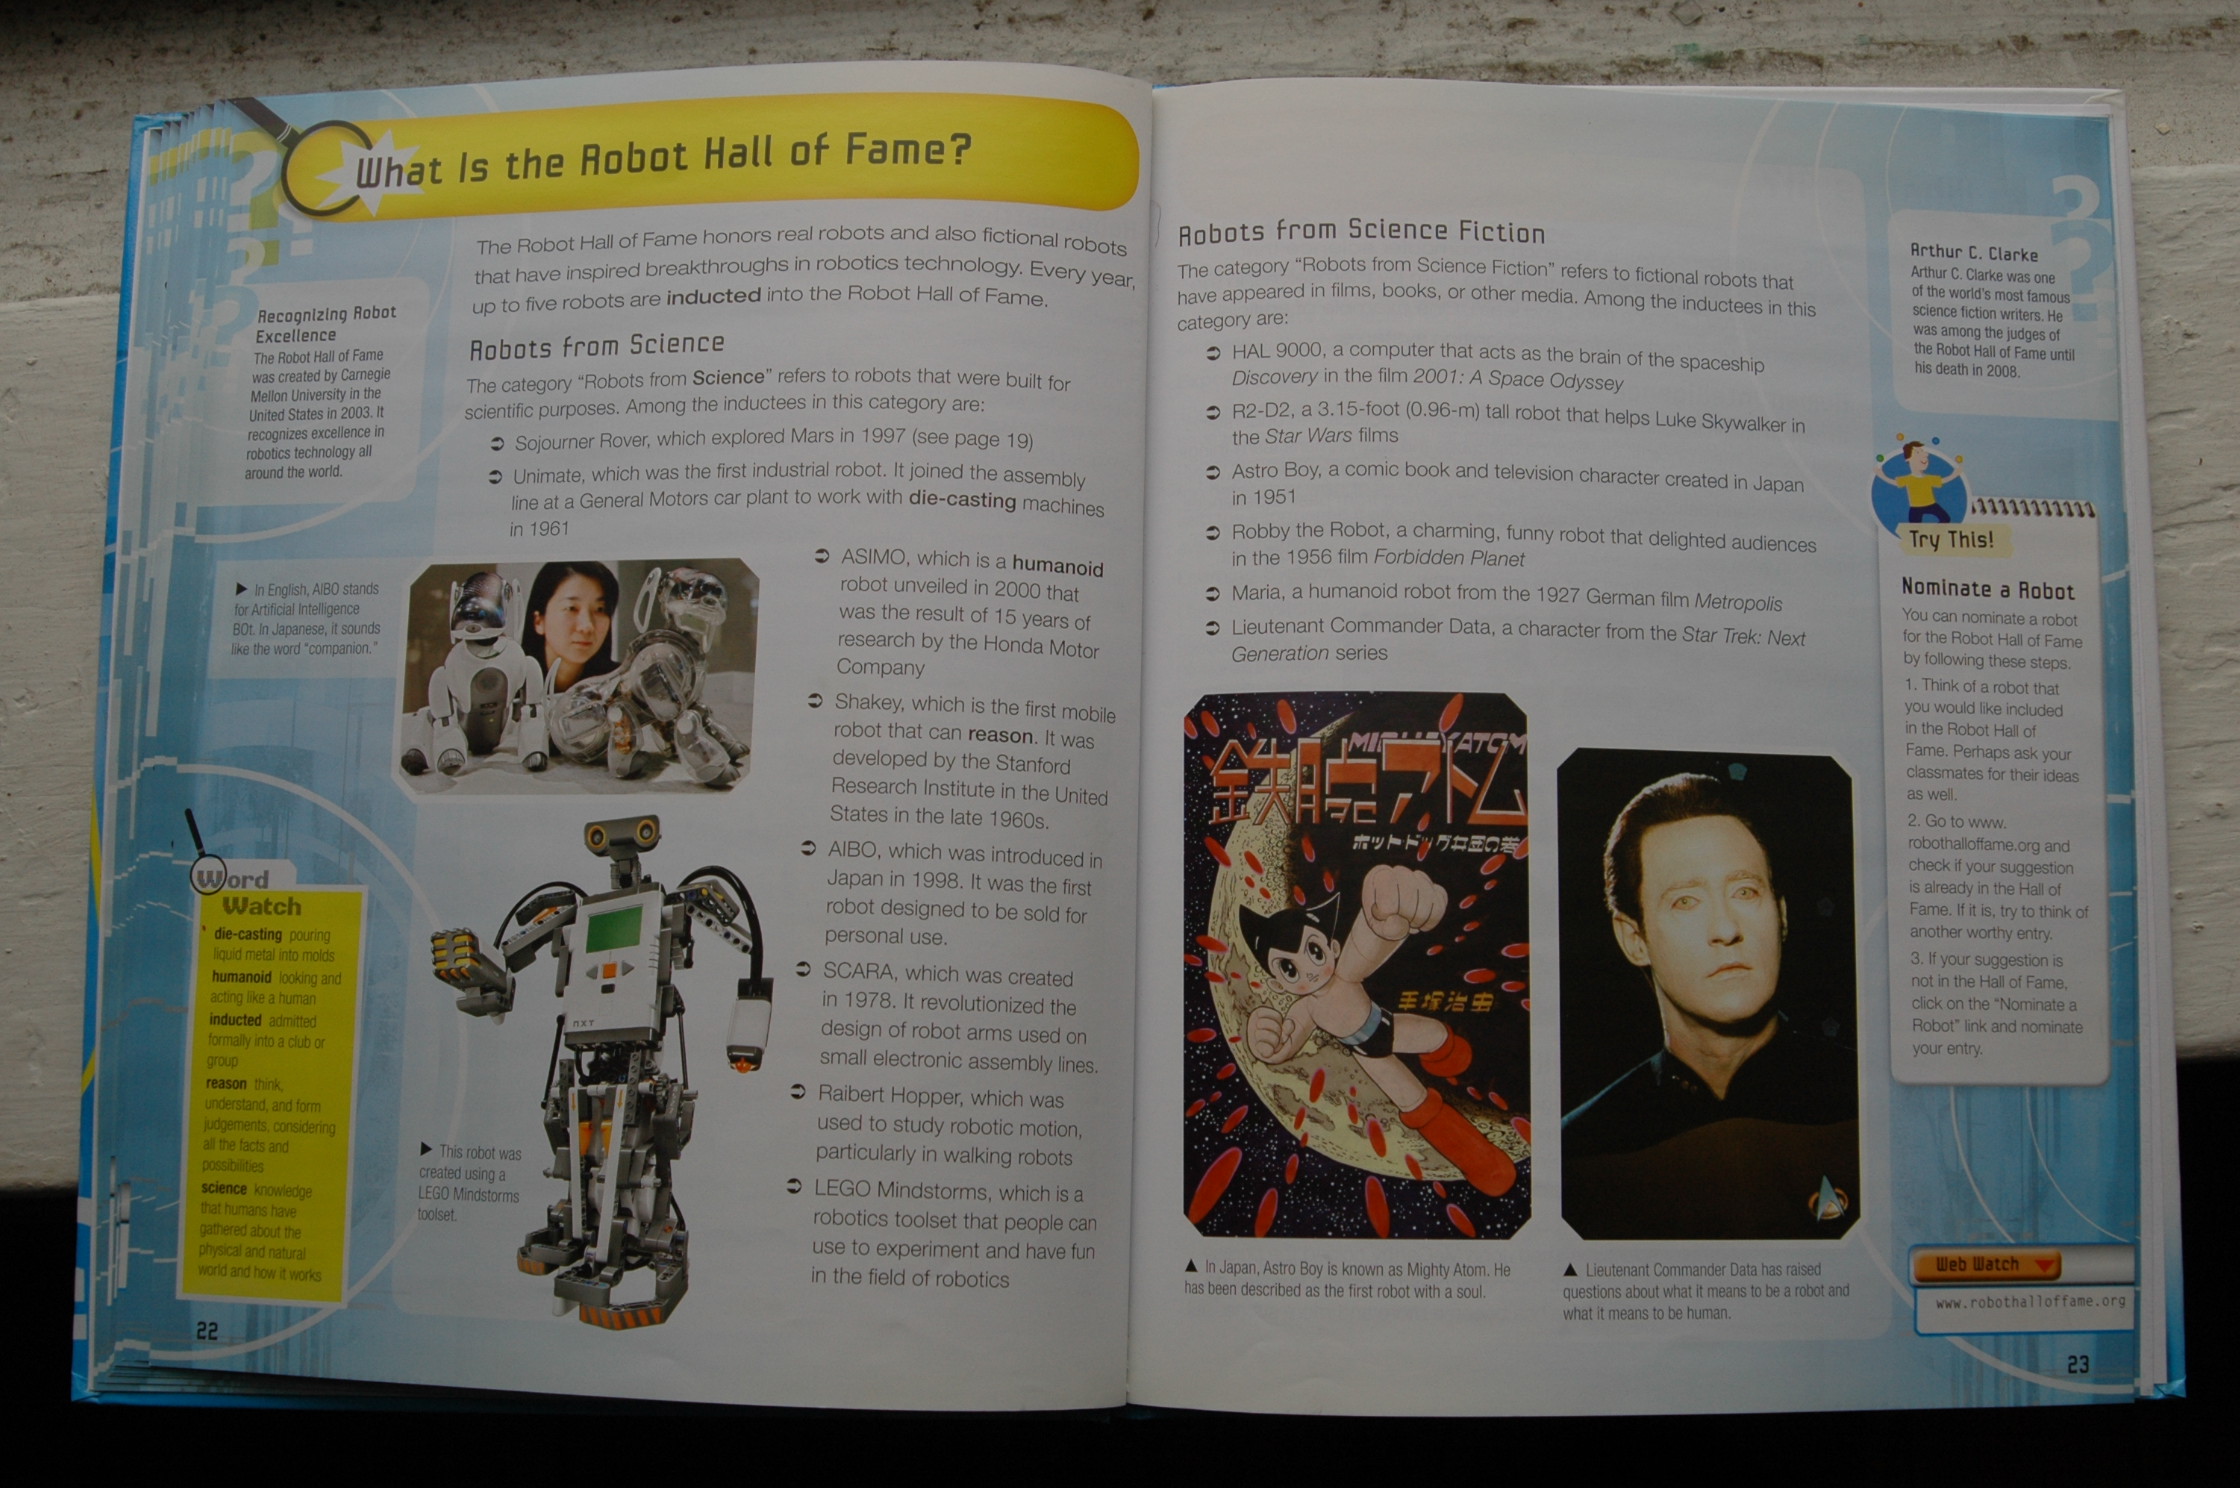 What Is the Robot Hall of Fame?
The Robot Hall of Fame honors real robots and also fictional robots
that have inspired breakthroughs in robotics technology. Every year,
up to five robots are inducted into the Robot Hall of Fame.
Recognizing Robot
Excellence
The Robot Hall of Fame
was created by Carnegie
Mellon University in the
United States in 2003. It
recognizes excellence in
robotics technology all
around the world.
Robots from Science
The category “Robots from Science” refers to robots that were built for
scientific purposes. Among the inductees in this category are:
Sojourner Rover, which explored Mars in 1997 (see page 19)
Unimate, which was the first industrial robot. It joined the assembly
line at a General Motors car plant to work with die-casting machines
in 1961
▶ In English, AIBO stands
for Artificial Intelligence
BOt. In Japanese, it sounds
like the word “companion.”
ASIMO, which is a humanoid
robot unveiled in 2000 that
was the result of 15 years of
research by the Honda Motor
Company
Shakey, which is the first mobile
robot that can reason. It was
developed by the Stanford
Research Institute in the United
States in the late 1960s.
AIBO, which was introduced in
Japan in 1998. It was the first
robot designed to be sold for
personal use.
SCARA, which was created
in 1978. It revolutionized the
design of robot arms used on
small electronic assembly lines.
Raibert Hopper, which was
used to study robotic motion,
particularly in walking robots
LEGO Mindstorms, which is a
robotics toolset that people can
use to experiment and have fun
in the field of robotics
Word
Watch
die-casting pouring
liquid metal into molds
humanoid looking and
acting like a human
inducted admitted
formally into a club or
group
reason think,
understand, and form
judgements, considering
all the facts and
possibilities
science knowledge
that humans have
gathered about the
physical and natural
world and how it works
NXT
▶ This robot was
created using a
LEGO Mindstorms
toolset.
22
Robots from Science Fiction
The category “Robots from Science Fiction” refers to fictional robots that
have appeared in films, books, or other media. Among the inductees in this
category are:
HAL 9000, a computer that acts as the brain of the spaceship
Discovery in the film 2001: A Space Odyssey
R2-D2, a 3.15-foot (0.96-m) tall robot that helps Luke Skywalker in
the Star Wars films
Astro Boy, a comic book and television character created in Japan
in 1951
Robby the Robot, a charming, funny robot that delighted audiences
in the 1956 film Forbidden Planet
Maria, a humanoid robot from the 1927 German film Metropolis
Lieutenant Commander Data, a character from the Star Trek: Next
Generation series
MIGHTY ATOM
鉄腕アトム
手塚治虫
▲ In Japan, Astro Boy is known as Mighty Atom. He
has been described as the first robot with a soul.
▲ Lieutenant Commander Data has raised
questions about what it means to be a robot and
what it means to be human.
Arthur C. Clarke
Arthur C. Clarke was one
of the world's most famous
science fiction writers. He
was among the judges of
the Robot Hall of Fame until
his death in 2008.
Try This!
Nominate a Robot
You can nominate a robot
for the Robot Hall of Fame
by following these steps.
1. Think of a robot that
you would like included
in the Robot Hall of
Fame. Perhaps ask your
classmates for their ideas
as well.
2. Go to www.
robothalloffame.org and
check if your suggestion
is already in the Hall of
Fame. If it is, try to think of
another worthy entry.
3. If your suggestion is
not in the Hall of Fame,
click on the “Nominate a
Robot” link and nominate
your entry.
Web Watch
www.robothalloffame.org
23